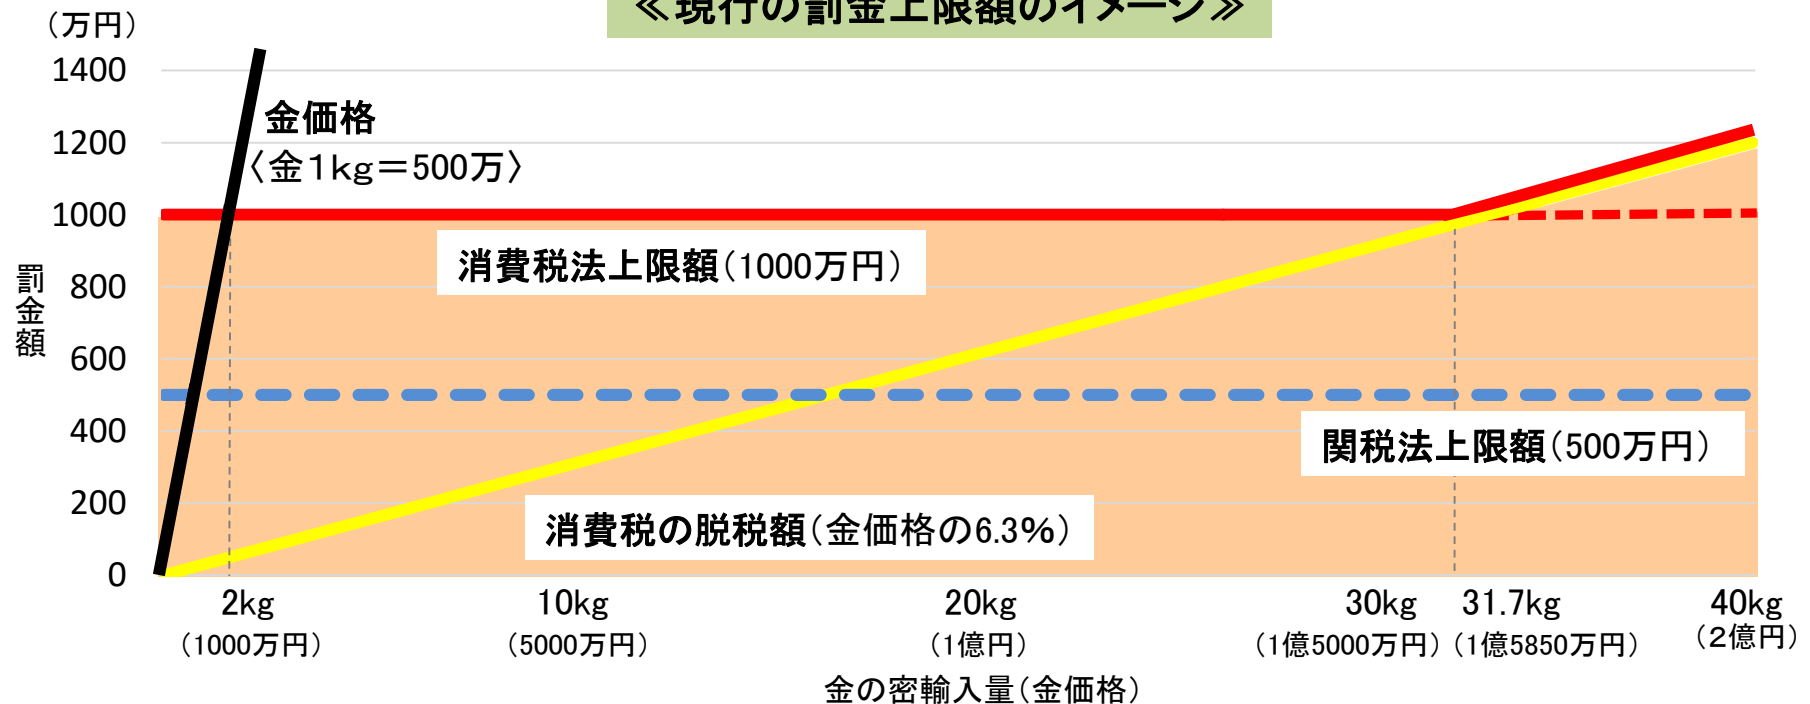 ≪現行の罰金上限額のイメージ≫
（万円）
1400
1200
1000
800
600
400
200
0
罰金額
金価格
〈金1kg＝500万〉
消費税法上限額（1000万円）
関税法上限額（500万円）
消費税の脱税額（金価格の6.3%）
2kg 10kg 20kg 30kg 31.7kg 40kg
（1000万円） （5000万円） （1億円） （1億5000万円） （1億5850万円） （2億円）
金の密輸入量（金価格）